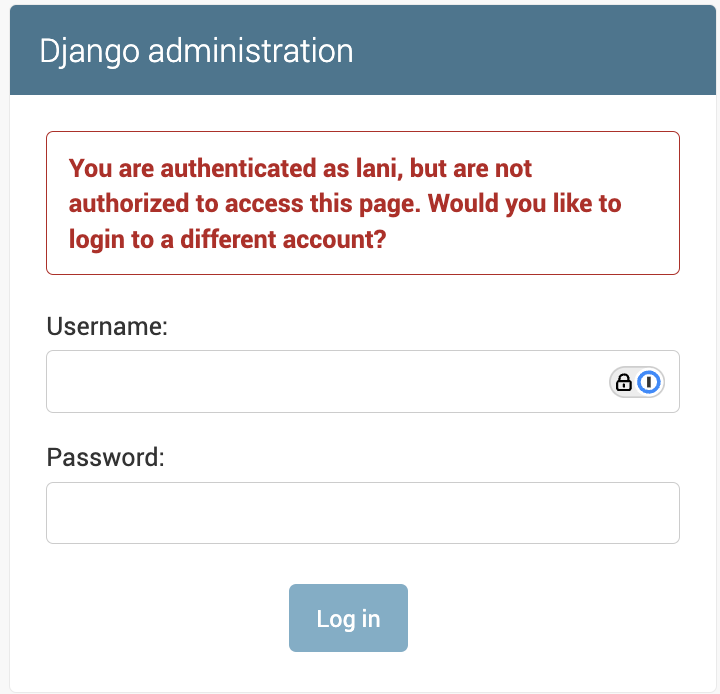 Django administration
You are authenticated as lani, but are not
authorized to access this page. Would you like to
login to a different account?
Username:
Password:
Log in